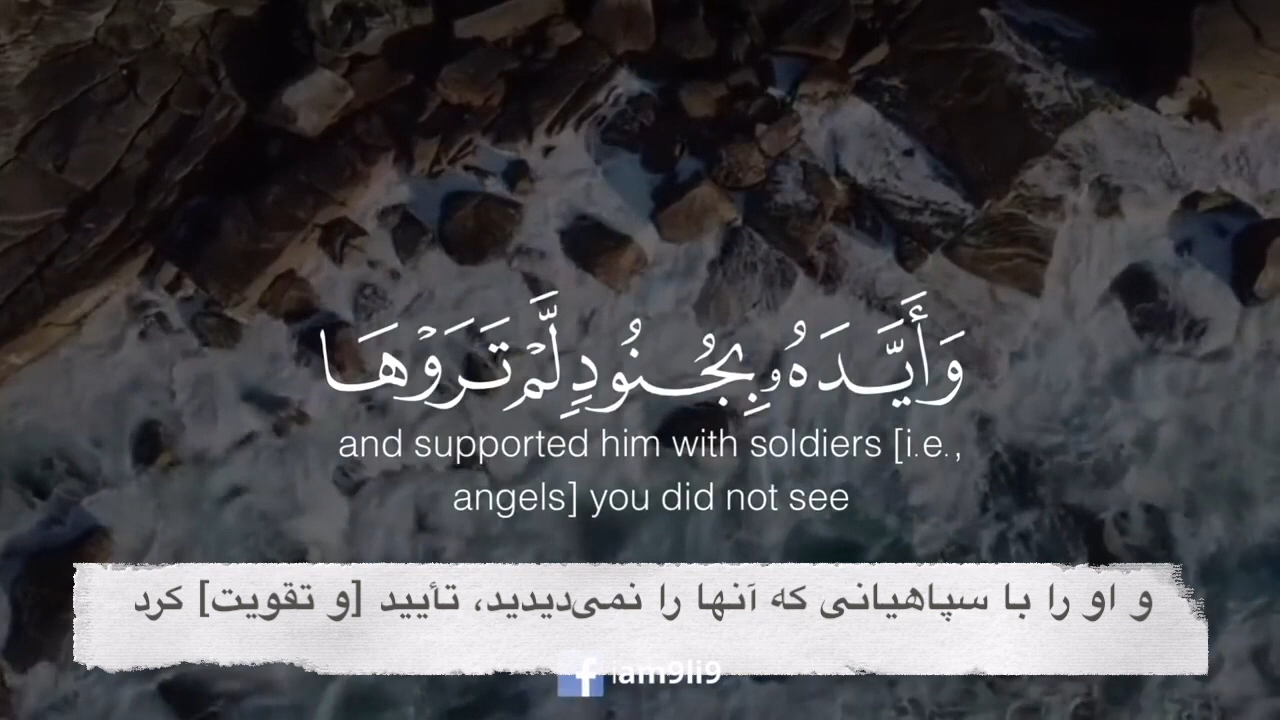 وَأَيَّدَهُۥ بِجُنُودٍ لَّمْ تَرَوْهَا
and supported him with soldiers [i.e.,
angels] you did not see
و او را با سپاهیانی که آنها را نمی‌دیدید، تأیید [و تقویت] کرد
f iam9li9